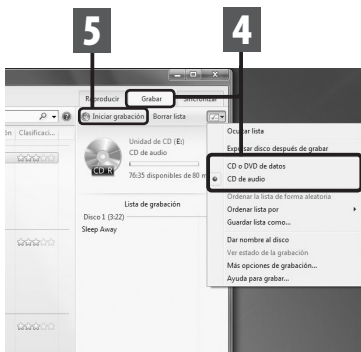 5
4
Reproducir
Grabar
Sincronizar
Iniciar grabación
Borrar lista
Clasificaci...
Unidad de CD (E:)
CD de audio
CD R
76:35 disponibles de 80 m
Lista de grabación
Disco 1 (3:22)
Sleep Away
Ocultar lista
Expulsar disco después de grabar
CD o DVD de datos
CD de audio
Ordenar la lista de forma aleatoria
Ordenar lista por
Guardar lista como...
Dar nombre al disco
Ver estado de la grabación
Más opciones de grabación...
Ayuda para grabar...